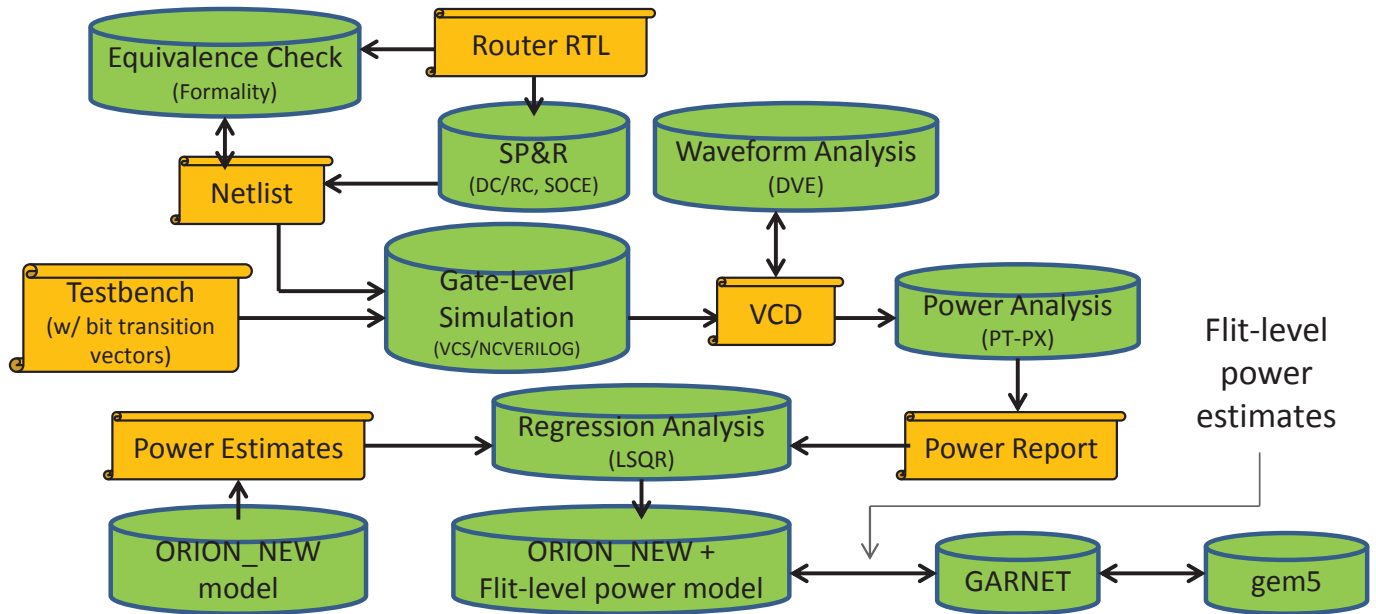 Router RTL
Equivalence Check
(Formality)
SP&R
(DC/RC, SOCE)
Waveform Analysis
(DVE)
Netlist
Testbench
(w/ bit transition
vectors)
Gate-Level
Simulation
(VCS/NCVERILOG)
VCD
Power Analysis
(PT-PX)
Flit-level
power
estimates
Power Estimates
Regression Analysis
(LSQR)
Power Report
ORION_NEW
model
ORION_NEW +
Flit-level power model
GARNET
gem5